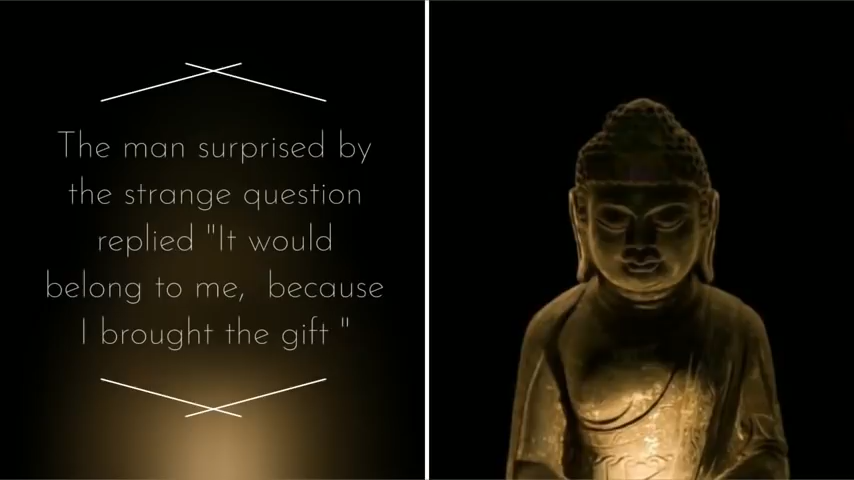 The man surprised by
the strange question
replied "It would
belong to me,  because
I brought the gift "